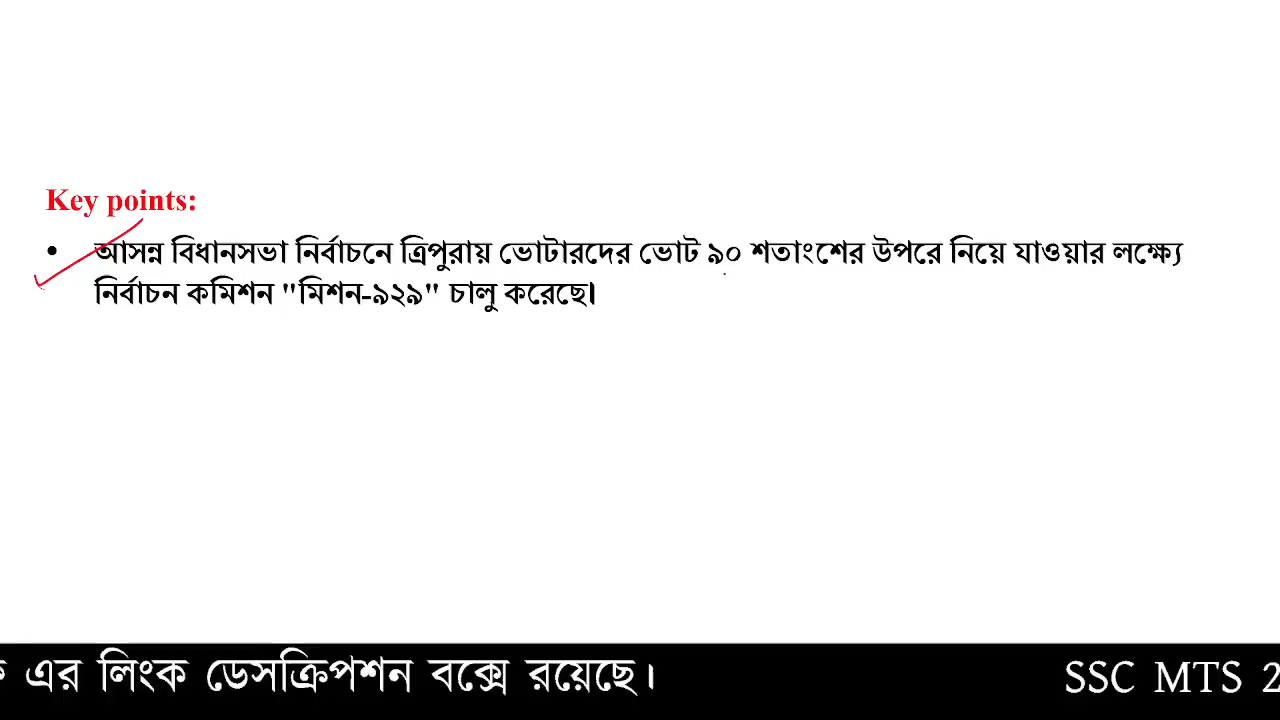 Key points:
• আসন্ন বিধানসভা নির্বাচনে ত্রিপুরায় ভোটারদের ভোট ৯০ শতাংশের উপরে নিয়ে যাওয়ার লক্ষ্যে
নির্বাচন কমিশন "মিশন-৯২৯" চালু করেছে।
এর লিংক ডেসক্রিপশন বক্সে রয়েছে। SSC MTS 2